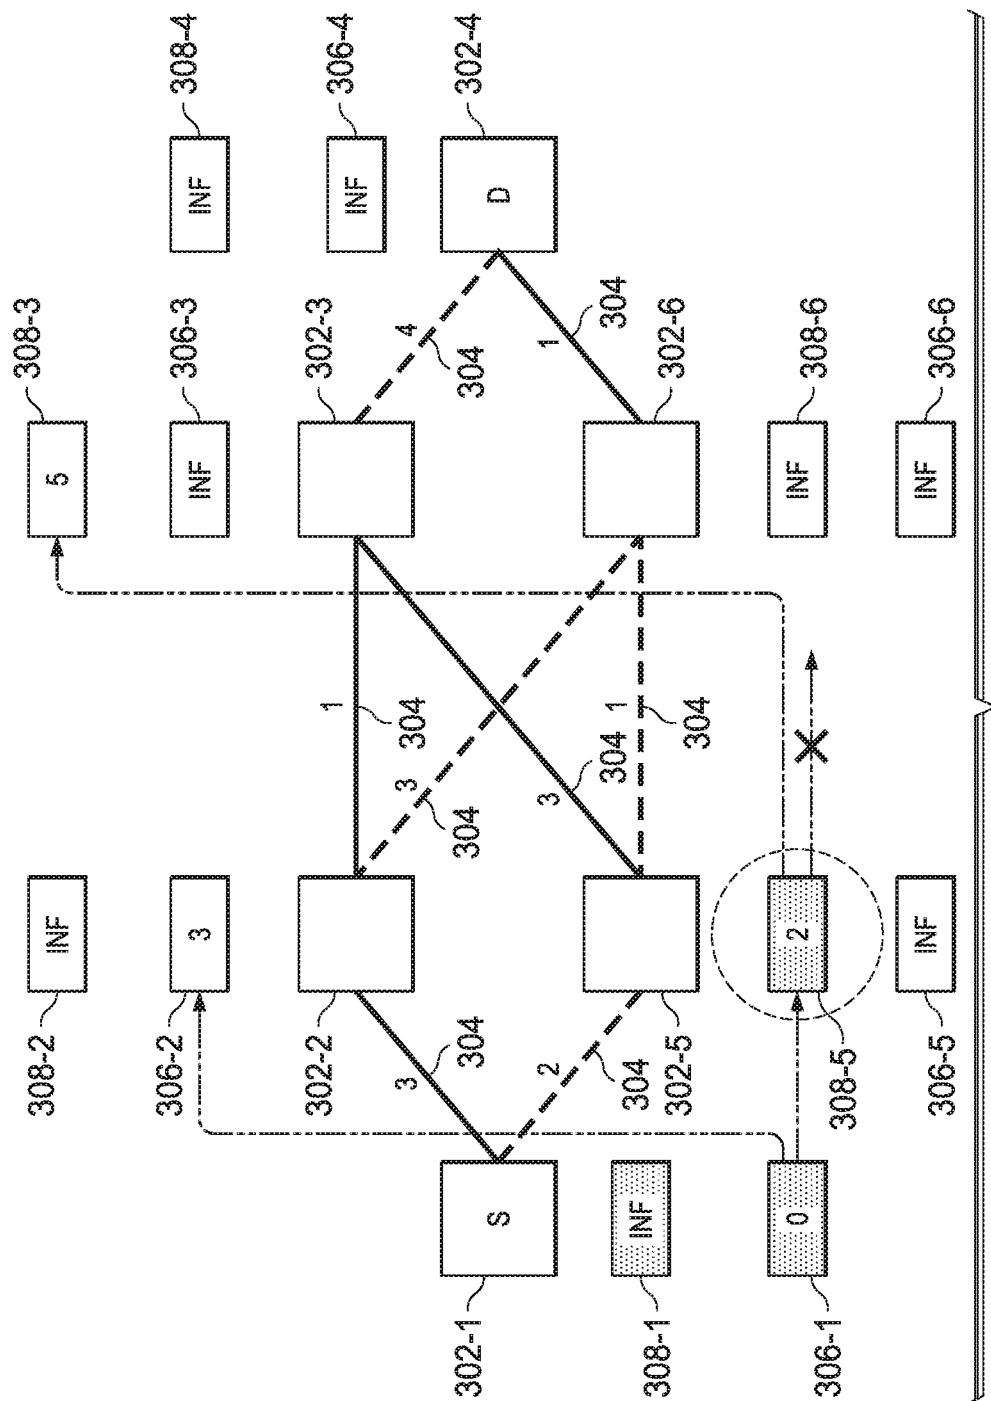 308-2 INF 5 308-3
306-2 3 INF 306-3 INF 308-4
302-2 1 302-3 INF 306-4
304
3 3 4
304 304 304
302-1 S D 302-4
2 3 1
304 304 304
308-1 INF 1
302-5 304 302-6
306-1 0 2 INF 308-6
308-5
306-5 INF INF 306-6